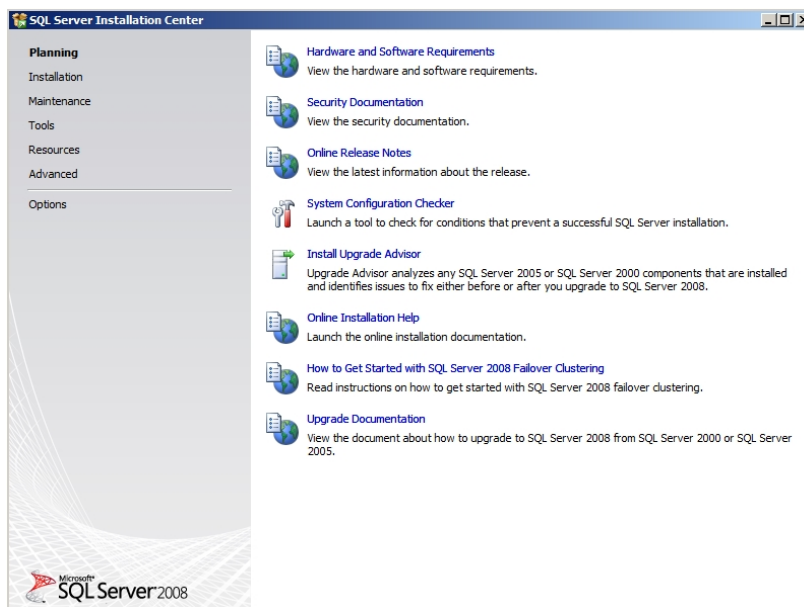 SQL Server Installation Center
Planning
Installation
Maintenance
Tools
Resources
Advanced
Options
Hardware and Software Requirements
View the hardware and software requirements.
Security Documentation
View the security documentation.
Online Release Notes
View the latest information about the release.
System Configuration Checker
Launch a tool to check for conditions that prevent a successful SQL Server installation.
Install Upgrade Advisor
Upgrade Advisor analyzes any SQL Server 2005 or SQL Server 2000 components that are installed
and identifies issues to fix either before or after you upgrade to SQL Server 2008.
Online Installation Help
Launch the online installation documentation.
How to Get Started with SQL Server 2008 Failover Clustering
Read instructions on how to get started with SQL Server 2008 failover clustering.
Upgrade Documentation
View the document about how to upgrade to SQL Server 2008 from SQL Server 2000 or SQL Server
2005.
Microsoft®
SQL Server 2008